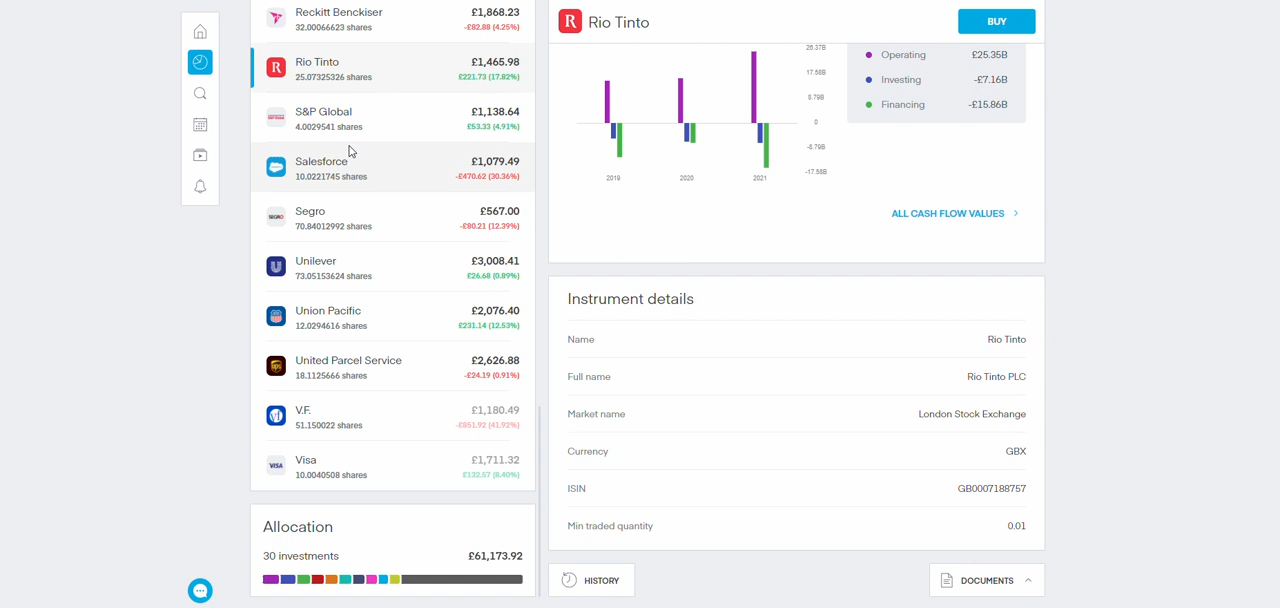 Reckitt Benckiser
£1,868.23
32.00066623 shares
-£82.88 (4.25%)
R
Rio Tinto
£1,465.98
25.07325326 shares
£221.73 (17.82%)
S&P Global
£1,138.64
4.0029541 shares
£53.33 (4.91%)
Salesforce
£1,079.49
10.0221745 shares
-£470.62 (30.36%)
SEGRO
Segro
£567.00
70.84012992 shares
-£80.21 (12.39%)
Unilever
£3,008.41
73.05153624 shares
£26.68 (0.89%)
Union Pacific
£2,076.40
12.0294616 shares
£231.14 (12.53%)
ups
United Parcel Service
£2,626.88
18.1125666 shares
-£24.19 (0.91%)
V.F.
£1,180.49
51.150022 shares
-£851.92 (41.92%)
VISA
Visa
£1,711.32
10.0040508 shares
£132.57 (8.40%)
Allocation
30 investments
£61,173.92
R
Rio Tinto
BUY
26.37B
17.58B
8.79B
0
-8.79B
-17.58B
2019
2020
2021
Operating
£25.35B
Investing
-£7.16B
Financing
-£15.86B
ALL CASH FLOW VALUES
Instrument details
Name
Rio Tinto
Full name
Rio Tinto PLC
Market name
London Stock Exchange
Currency
GBX
ISIN
GB0007188757
Min traded quantity
0.01
HISTORY
DOCUMENTS